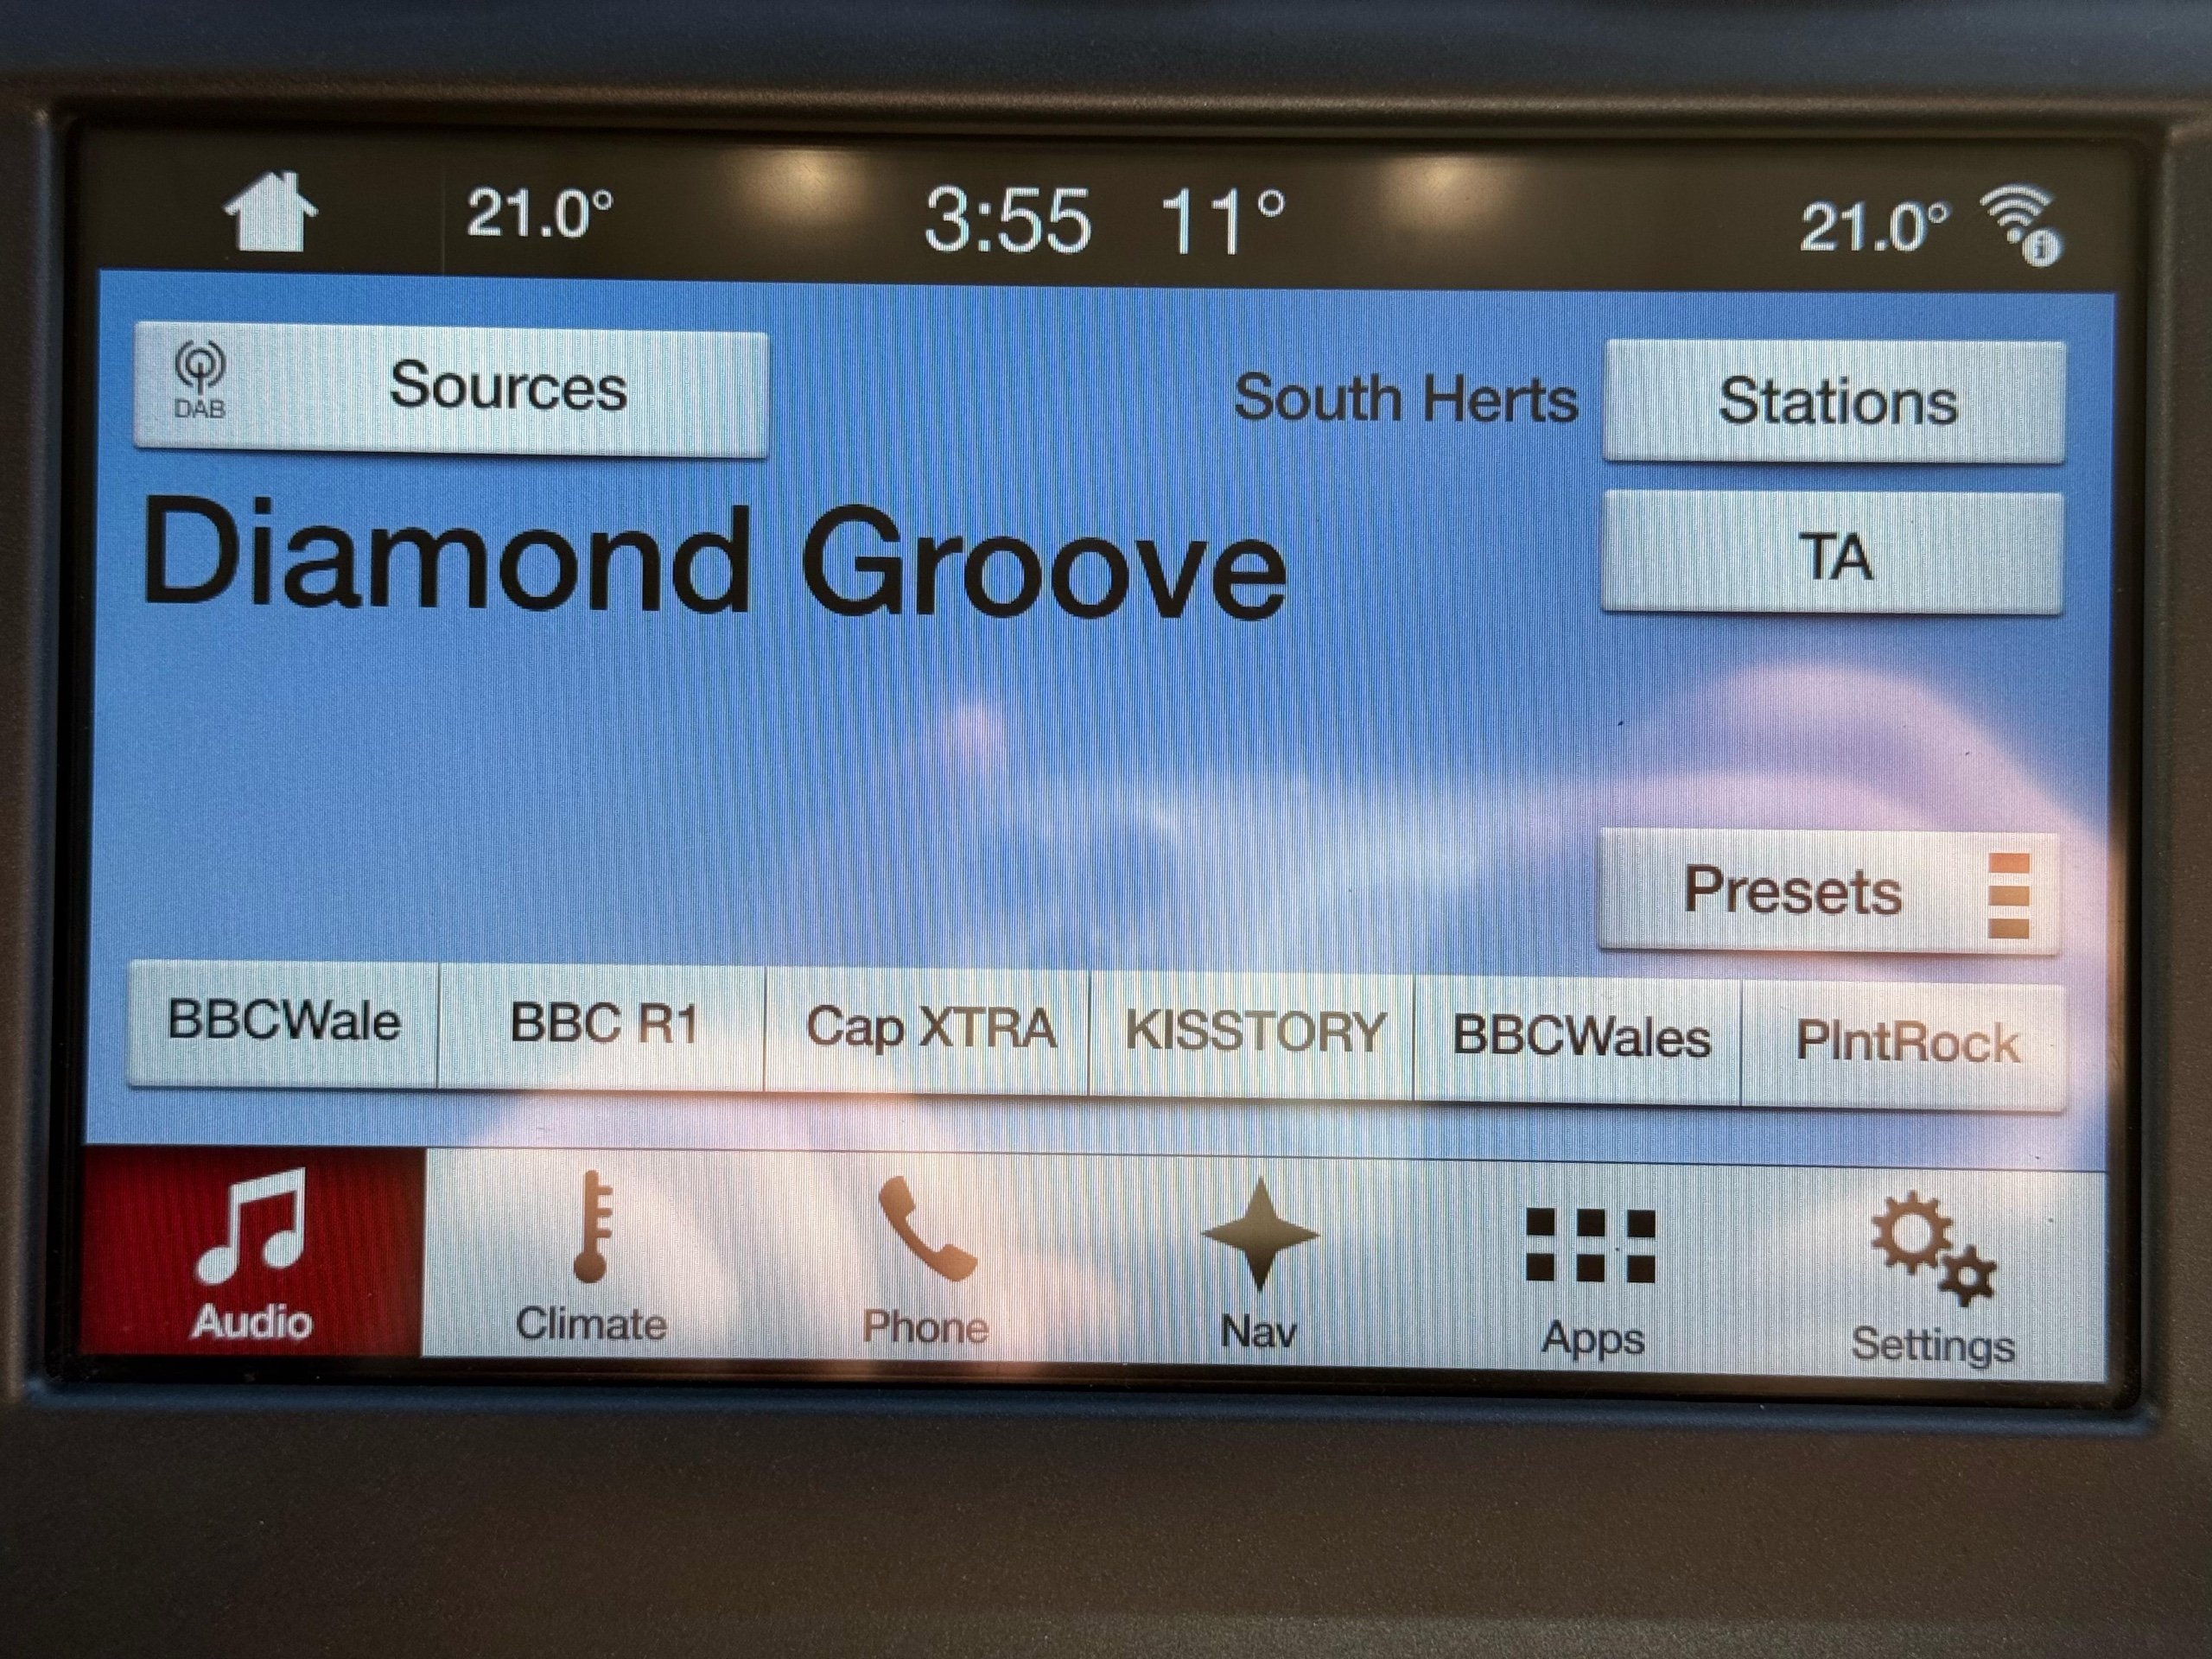 21.0° 3:55 11° 21.0°
DAB Sources South Herts Stations
Diamond Groove TA
Presets
BBCWale BBC R1 Cap XTRA KISSTORY BBCWales PlntRock
Audio Climate Phone Nav Apps Settings